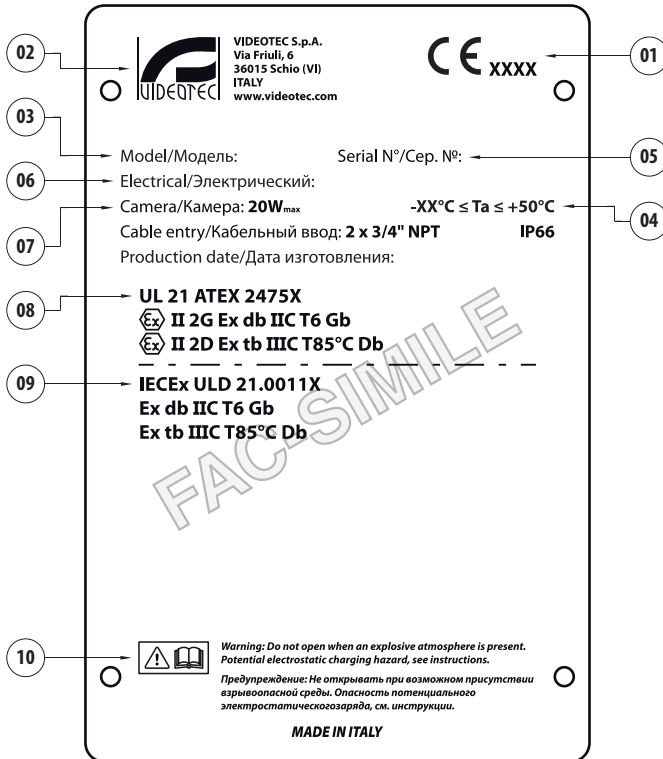 02
VIDEOTEC
VIDEOTEC S.p.A.
Via Friuli, 6
36015 Schio (VI)
ITALY
www.videotec.com
CE XXXX
01
03
Model/Модель:
Serial N°/Сер. №:
05
06
Electrical/Электрический:
07
Camera/Камера: 20Wmax
-XX°C ≤ Ta ≤ +50°C
04
Cable entry/Кабельный ввод: 2 x 3/4" NPT
IP66
Production date/Дата изготовления:
08
UL 21 ATEX 2475X
Ex II 2G Ex db IIC T6 Gb
Ex II 2D Ex tb IIIC T85°C Db
09
IECEx ULD 21.0011X
Ex db IIC T6 Gb
Ex tb IIIC T85°C Db
FAC-SIMILE
10
Warning: Do not open when an explosive atmosphere is present.
Potential electrostatic charging hazard, see instructions.
Предупреждение: Не открывать при возможном присутствии
взрывоопасной среды. Опасность потенциального
электростатическогозаряда, см. инструкции.
MADE IN ITALY